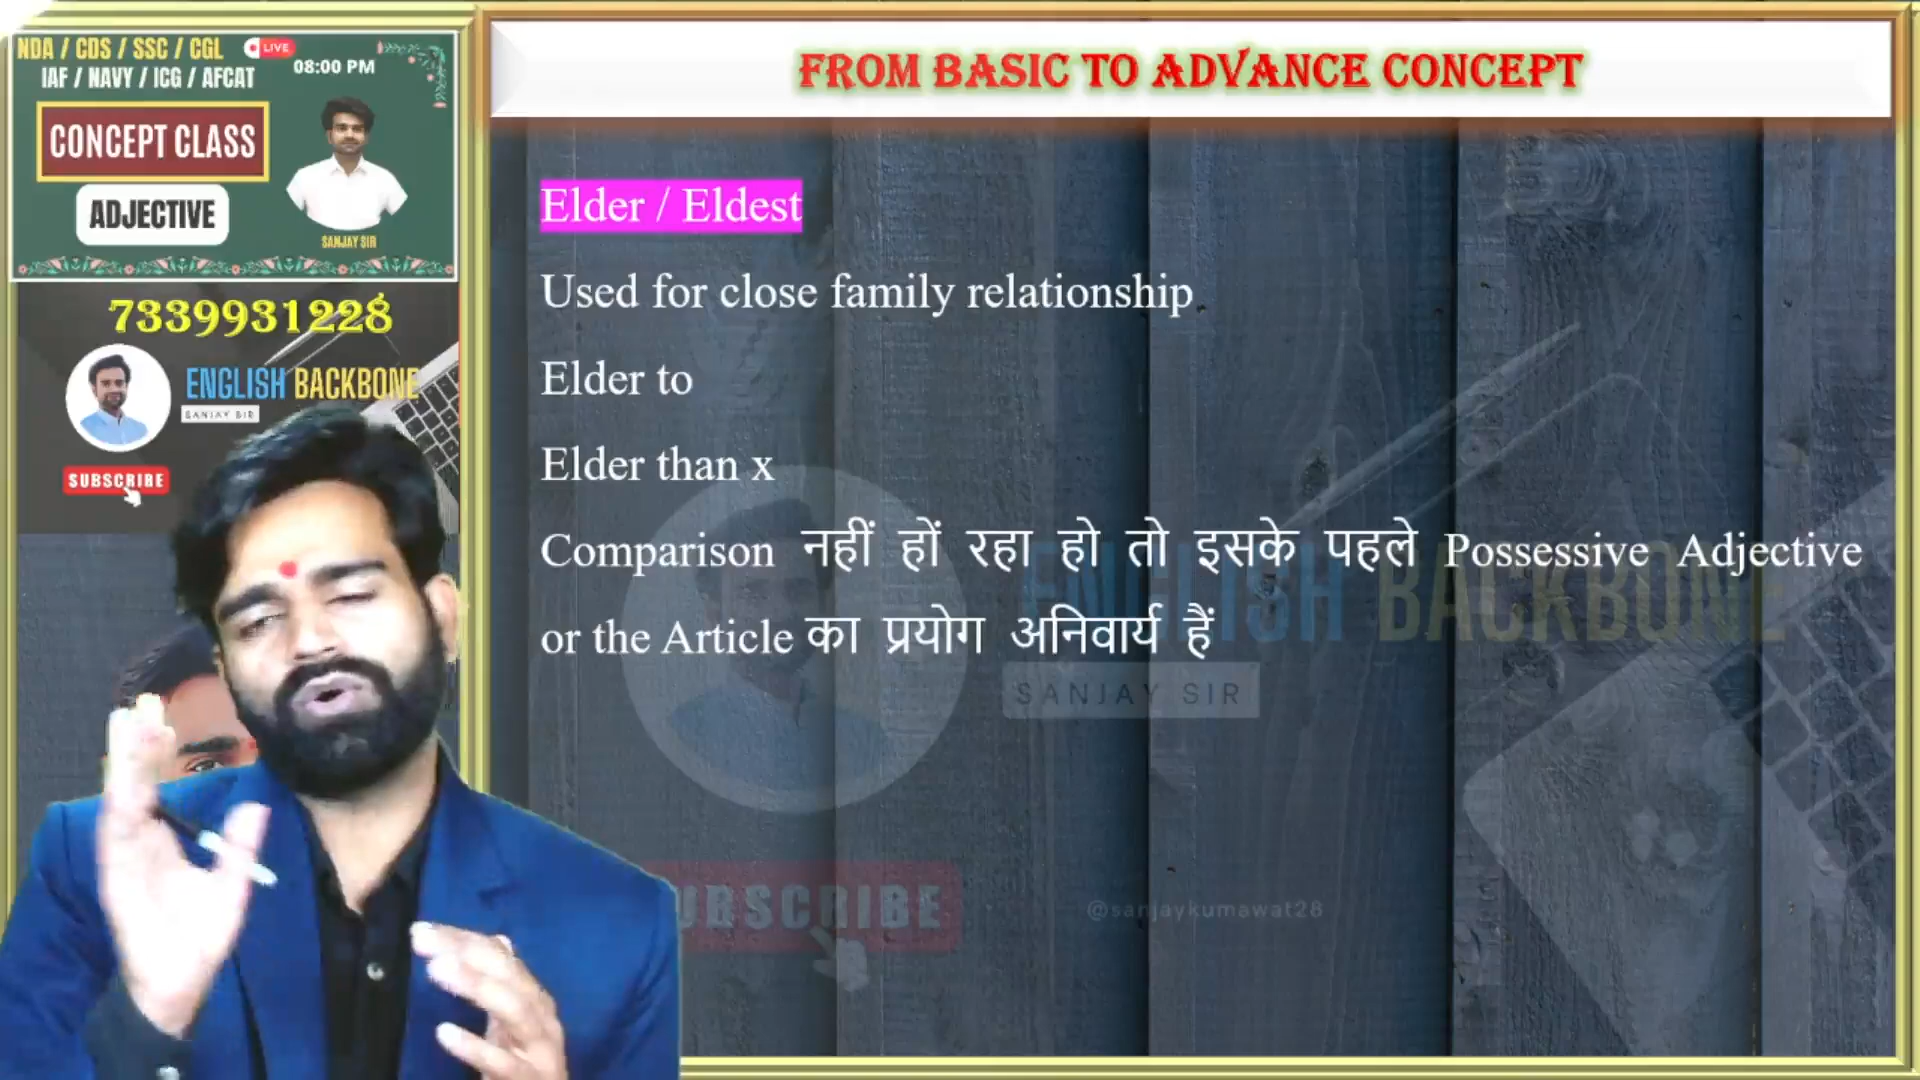 NDA / CDS / SSC / CGL
LIVE
IAF / NAVY / ICG / AFCAT
08:00 PM
CONCEPT CLASS
ADJECTIVE
SANJAY SIR
7339931228
ENGLISH BACKBONE
SANJAY SIR
SUBSCRIBE
FROM BASIC TO ADVANCE CONCEPT
Elder / Eldest
Used for close family relationship
Elder to
Elder than x
Comparison नहीं हों रहा हो तो इसके पहले Possessive Adjective
or the Article का प्रयोग अनिवार्य हैं
ENGLISH BACKBONE
SANJAY SIR
SUBSCRIBE
@sanjaykumawat28